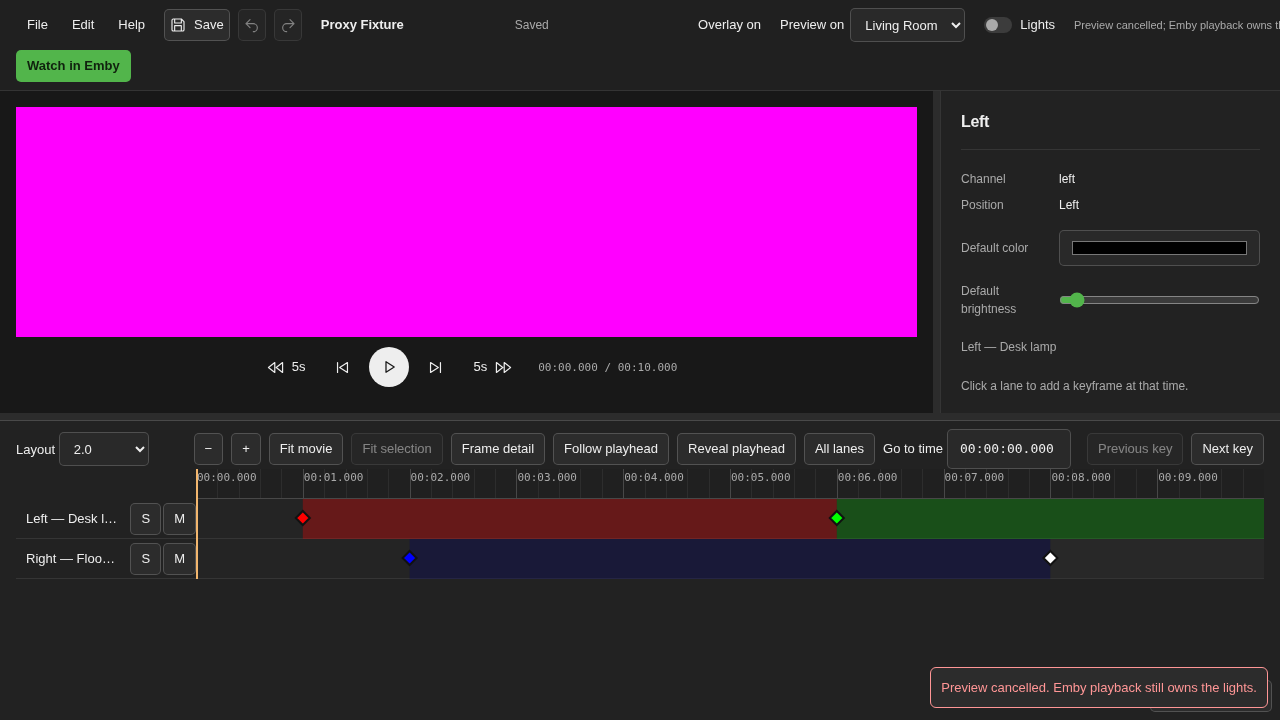 File Edit Help Save Proxy Fixture Saved Overlay on Preview on Living Room Lights Preview cancelled; Emby playback owns
Watch in Emby
Left
Channel left
Position Left
Default color
Default brightness
Left — Desk lamp
Click a lane to add a keyframe at that time.
5s 5s 00:00.000 / 00:10.000
Layout 2.0 − + Fit movie Fit selection Frame detail Follow playhead Reveal playhead All lanes Go to time 00:00:00.000 Previous key Next key
00:00.000 00:01.000 00:02.000 00:03.000 00:04.000 00:05.000 00:06.000 00:07.000 00:08.000 00:09.000
Left — Desk l… S M
Right — Floo… S M
Preview cancelled. Emby playback still owns the lights.